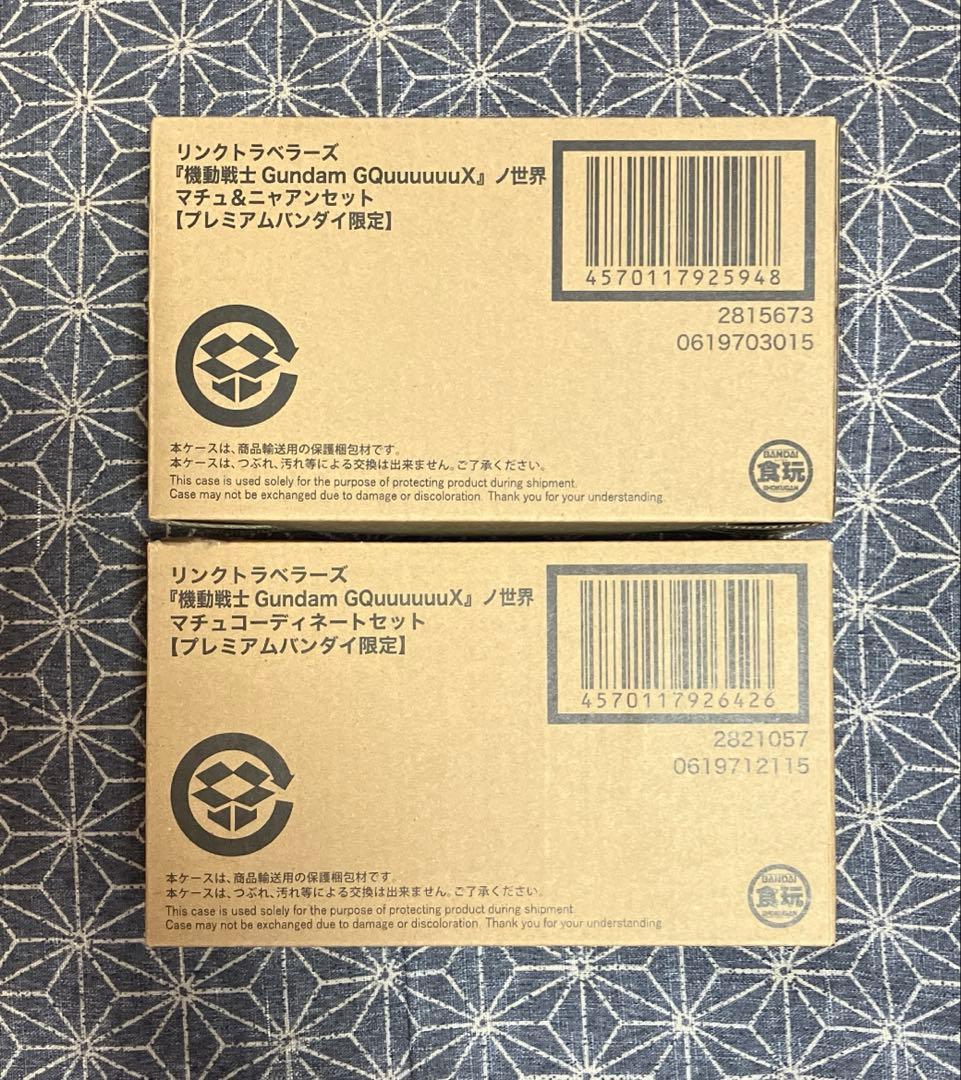 リンクトラベラーズ
『機動戦士 Gundam GQuuuuuuX』ノ世界
マチュ&ニャアンセット
【プレミアムバンダイ限定】
4570117925948
2815673
0619703015
本ケースは、商品輸送用の保護梱包材です。
本ケースは、つぶれ、汚れ等による交換は出来ません。ご了承ください。
This case is used solely for the purpose of protecting product during shipment.
Case may not be exchanged due to damage or discoloration. Thank you for your understanding.
BANDAI
食玩
SHOKUGAN
リンクトラベラーズ
『機動戦士 Gundam GQuuuuuuX』ノ世界
マチュコーディネートセット
【プレミアムバンダイ限定】
4570117926426
2821057
0619712115
本ケースは、商品輸送用の保護梱包材です。
本ケースは、つぶれ、汚れ等による交換は出来ません。ご了承ください。
This case is used solely for the purpose of protecting product during shipment.
Case may not be exchanged due to damage or discoloration. Thank you for your understanding.
BANDAI
食玩
SHOKUGAN